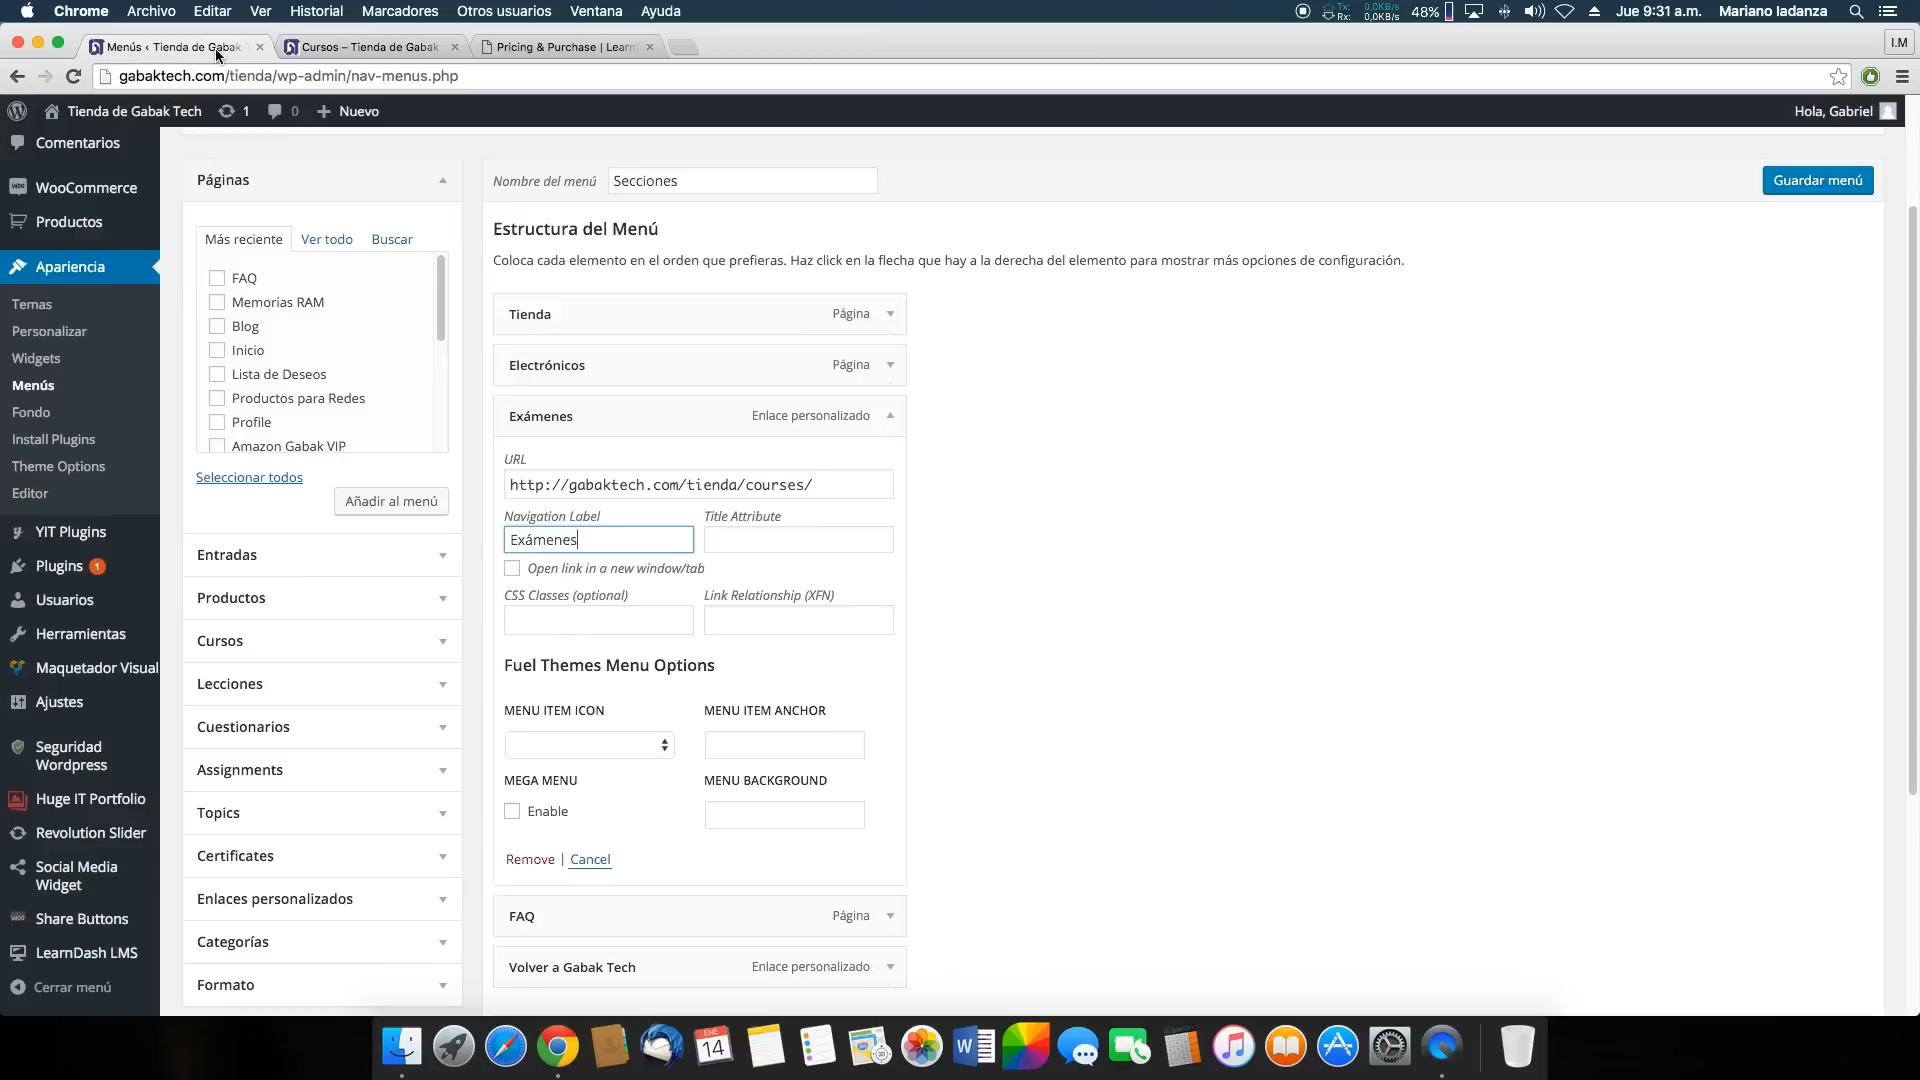 Chrome Archivo Editar Ver Historial Marcadores Otros usuarios Ventana Ayuda
Tx: 0,0KB/s
Rx: 0,0KB/s
48% Jue 9:31 a.m. Mariano Iadanza
Menús ‹ Tienda de Gabak T
Cursos – Tienda de Gabak
Pricing & Purchase | Learn
I.M
gabaktech.com/tienda/wp-admin/nav-menus.php
Tienda de Gabak Tech 1 0 Nuevo
Hola, Gabriel
Comentarios
WooCommerce
Productos
Apariencia
Temas
Personalizar
Widgets
Menús
Fondo
Install Plugins
Theme Options
Editor
YIT Plugins
Plugins 1
Usuarios
Herramientas
Maquetador Visual
Ajustes
Seguridad
Wordpress
Huge IT Portfolio
Revolution Slider
Social Media
Widget
Share Buttons
LearnDash LMS
Cerrar menú
Páginas
Más reciente Ver todo Buscar
FAQ
Memorias RAM
Blog
Inicio
Lista de Deseos
Productos para Redes
Profile
Amazon Gabak VIP
Seleccionar todos
Añadir al menú
Entradas
Productos
Cursos
Lecciones
Cuestionarios
Assignments
Topics
Certificates
Enlaces personalizados
Categorías
Formato
Nombre del menú Secciones
Guardar menú
Estructura del Menú
Coloca cada elemento en el orden que prefieras. Haz click en la flecha que hay a la derecha del elemento para mostrar más opciones de configuración.
Tienda Página
Electrónicos Página
Exámenes Enlace personalizado
URL
http://gabaktech.com/tienda/courses/
Navigation Label Title Attribute
Exámenes
Open link in a new window/tab
CSS Classes (optional) Link Relationship (XFN)
Fuel Themes Menu Options
MENU ITEM ICON MENU ITEM ANCHOR
MEGA MENU MENU BACKGROUND
Enable
Remove | Cancel
FAQ Página
Volver a Gabak Tech Enlace personalizado
ENE
14